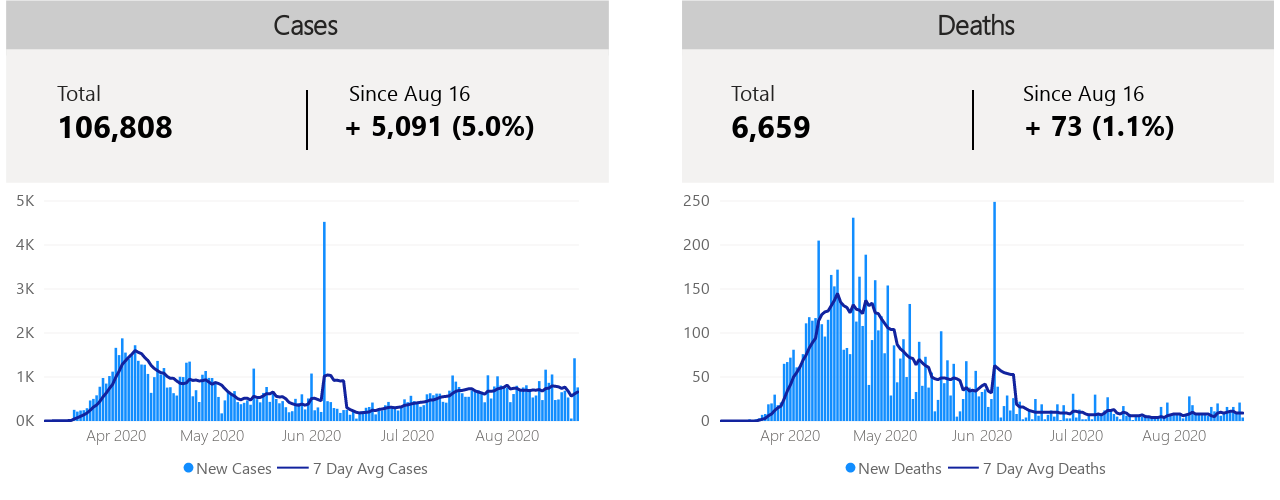 Cases
Total
106,808
Since Aug 16
+ 5,091 (5.0%)
5K
4K
3K
2K
1K
0K
Apr 2020 May 2020 Jun 2020 Jul 2020 Aug 2020
New Cases 7 Day Avg Cases
Deaths
Total
6,659
Since Aug 16
+ 73 (1.1%)
250
200
150
100
50
0
Apr 2020 May 2020 Jun 2020 Jul 2020 Aug 2020
New Deaths 7 Day Avg Deaths